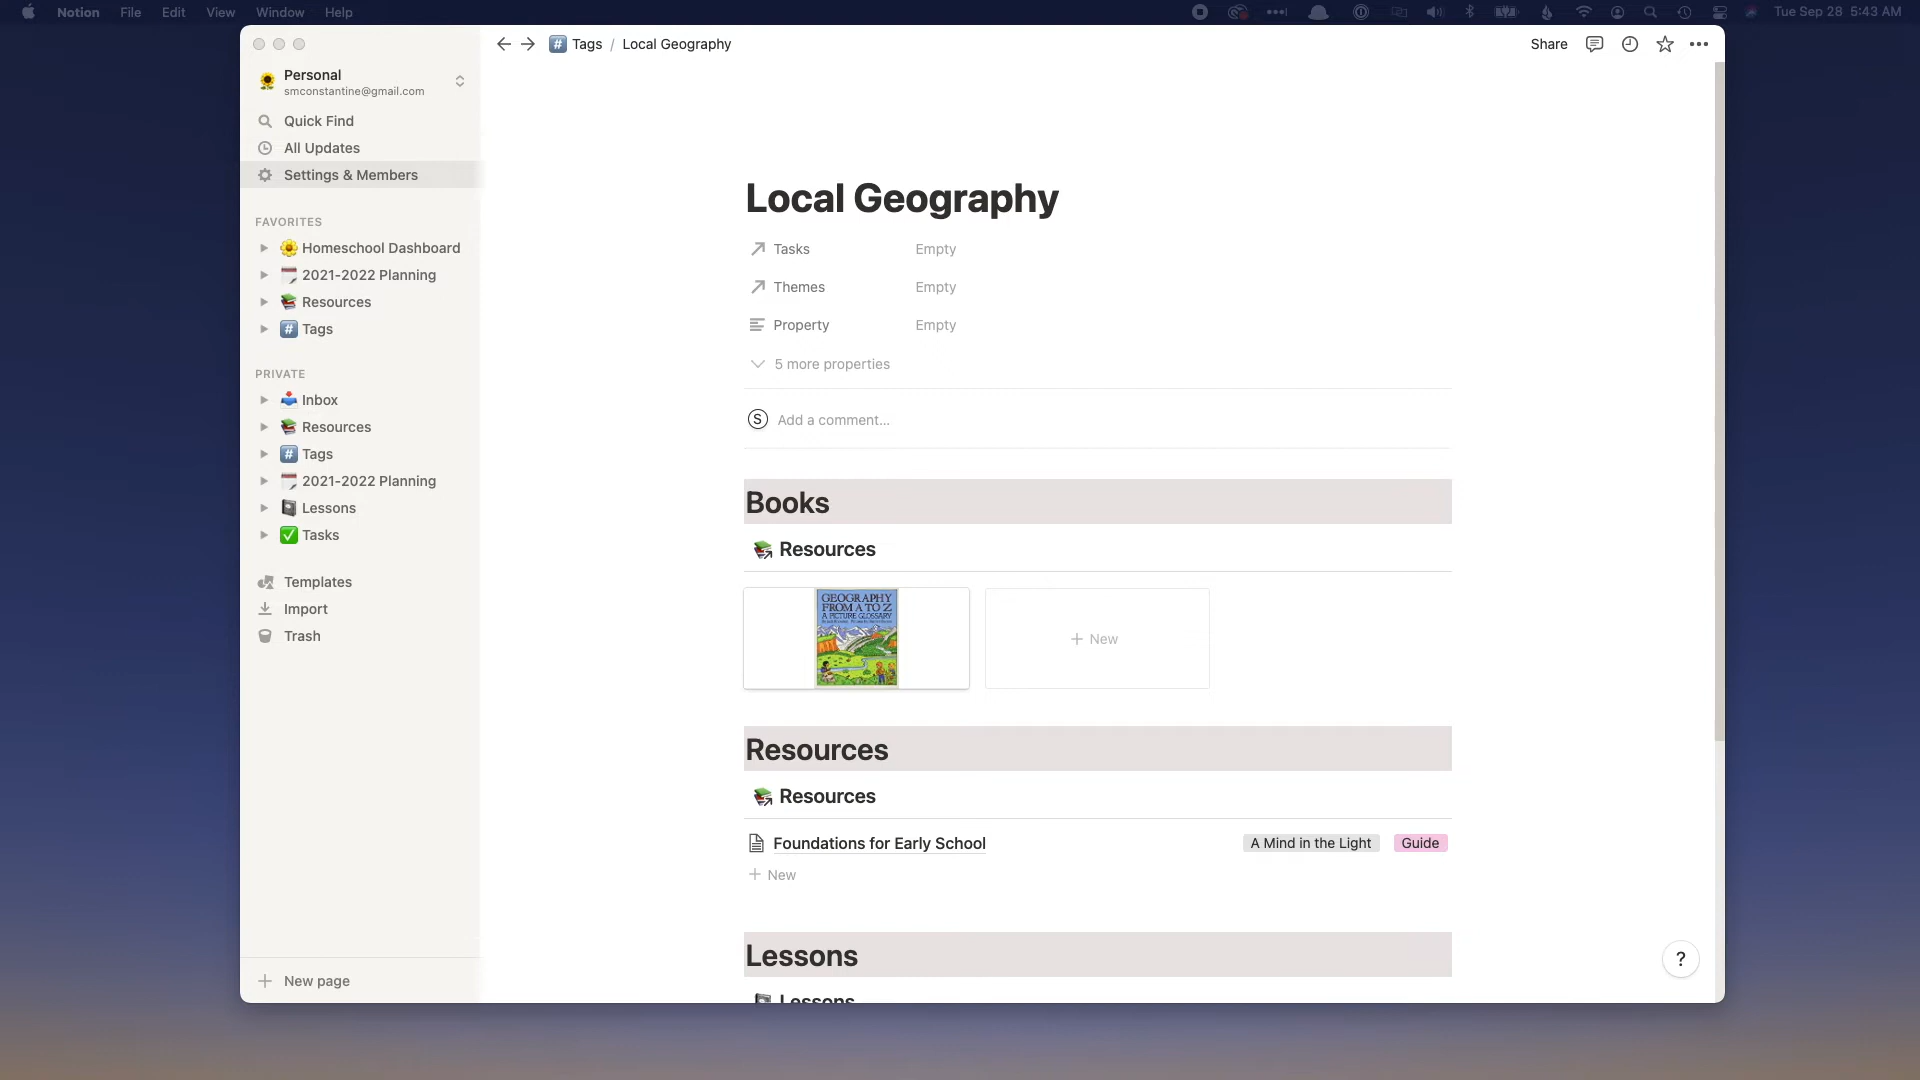 Notion File Edit View Window Help
Tue Sep 28 5:43 AM
Personal
smconstantine@gmail.com
Quick Find
All Updates
Settings & Members
FAVORITES
Homeschool Dashboard
2021-2022 Planning
Resources
# Tags
PRIVATE
Inbox
Resources
# Tags
2021-2022 Planning
Lessons
Tasks
Templates
Import
Trash
New page
# Tags / Local Geography
Share
Local Geography
Tasks Empty
Themes Empty
Property Empty
5 more properties
S Add a comment...
Books
Resources
GEOGRAPHY
FROM A TO Z
A PICTURE GLOSSARY
+ New
Resources
Resources
Foundations for Early School A Mind in the Light Guide
+ New
Lessons
Lessons
?